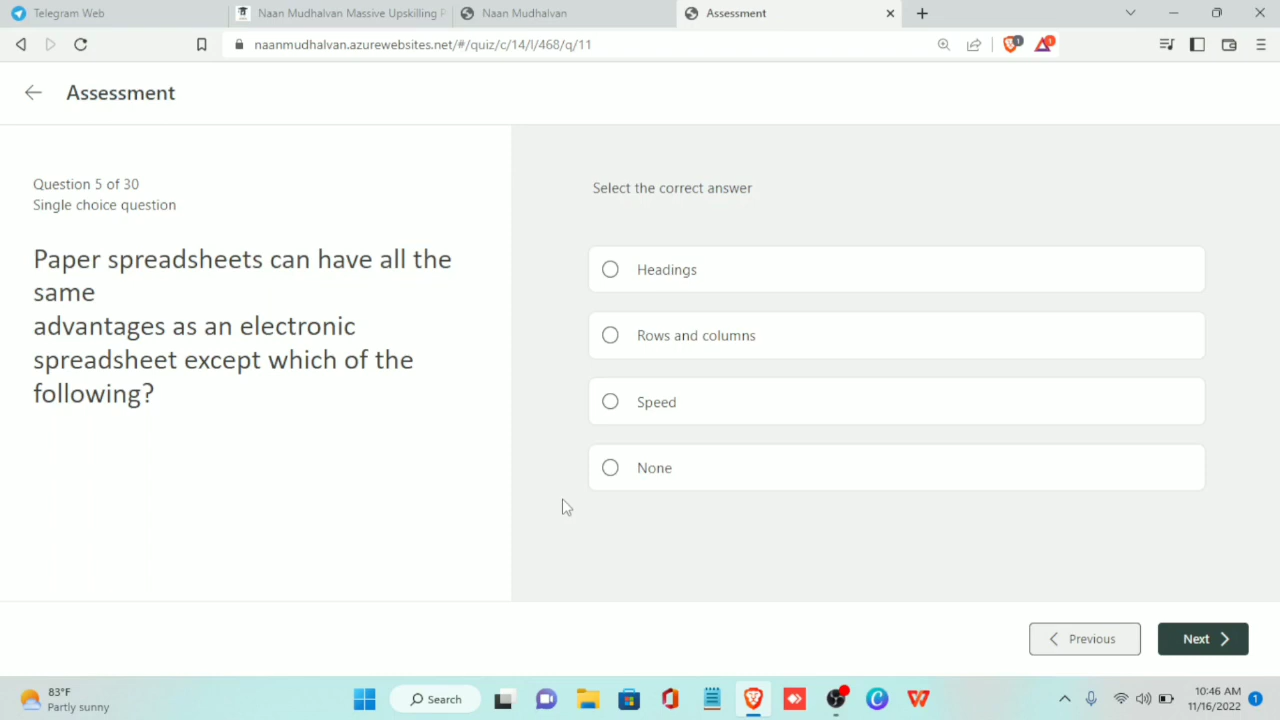 Telegram Web
Naan Mudhalvan Massive Upskilling P
Naan Mudhalvan
Assessment
naanmudhalvan.azurewebsites.net/#/quiz/c/14/l/468/q/11
1
1
Assessment
Question 5 of 30
Single choice question
Paper spreadsheets can have all the
same
advantages as an electronic
spreadsheet except which of the
following?
Select the correct answer
Headings
Rows and columns
Speed
None
Previous
Next
83°F
Partly sunny
Search
10:46 AM
11/16/2022
1